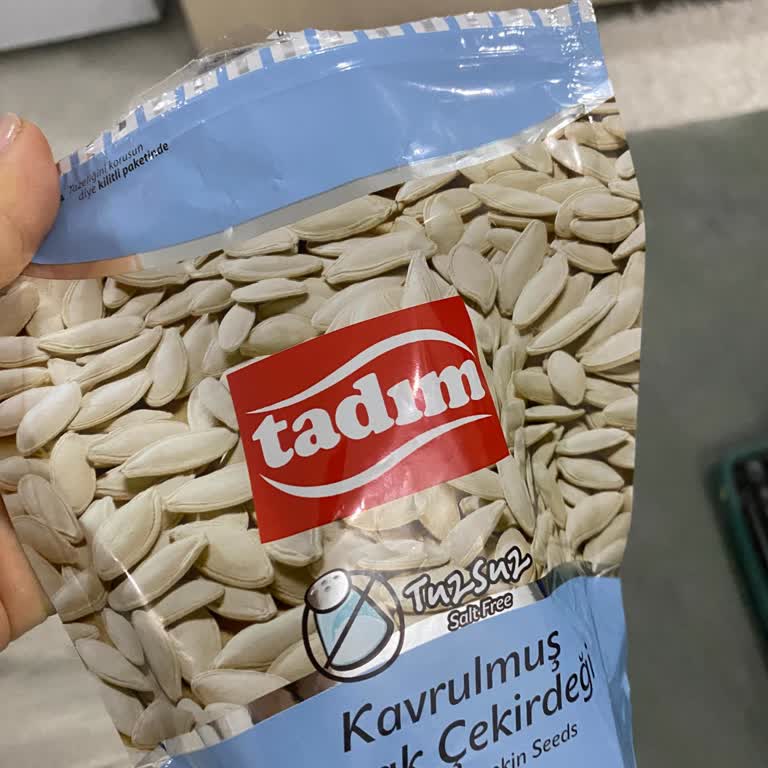 Tazeliğini korusun
diye kilitli paketinde
tadım
Tuzsuz
Salt Free
Kavrulmuş
Çekirdeği
Seeds